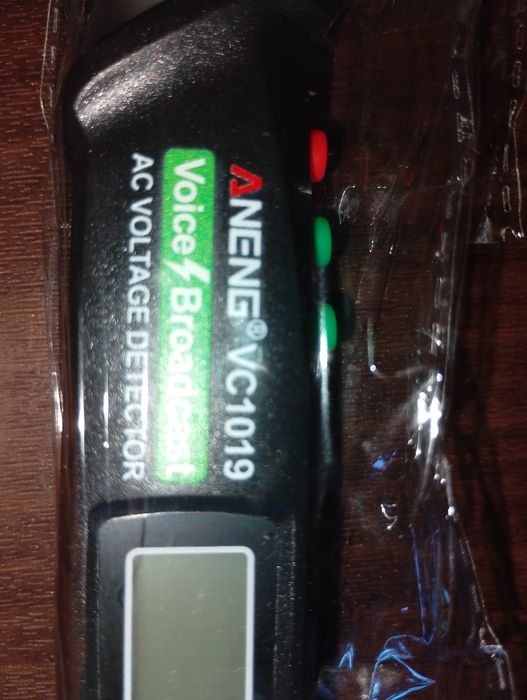 ANENG® VC1019
Voice Broadcast
AC VOLTAGE DETECTOR